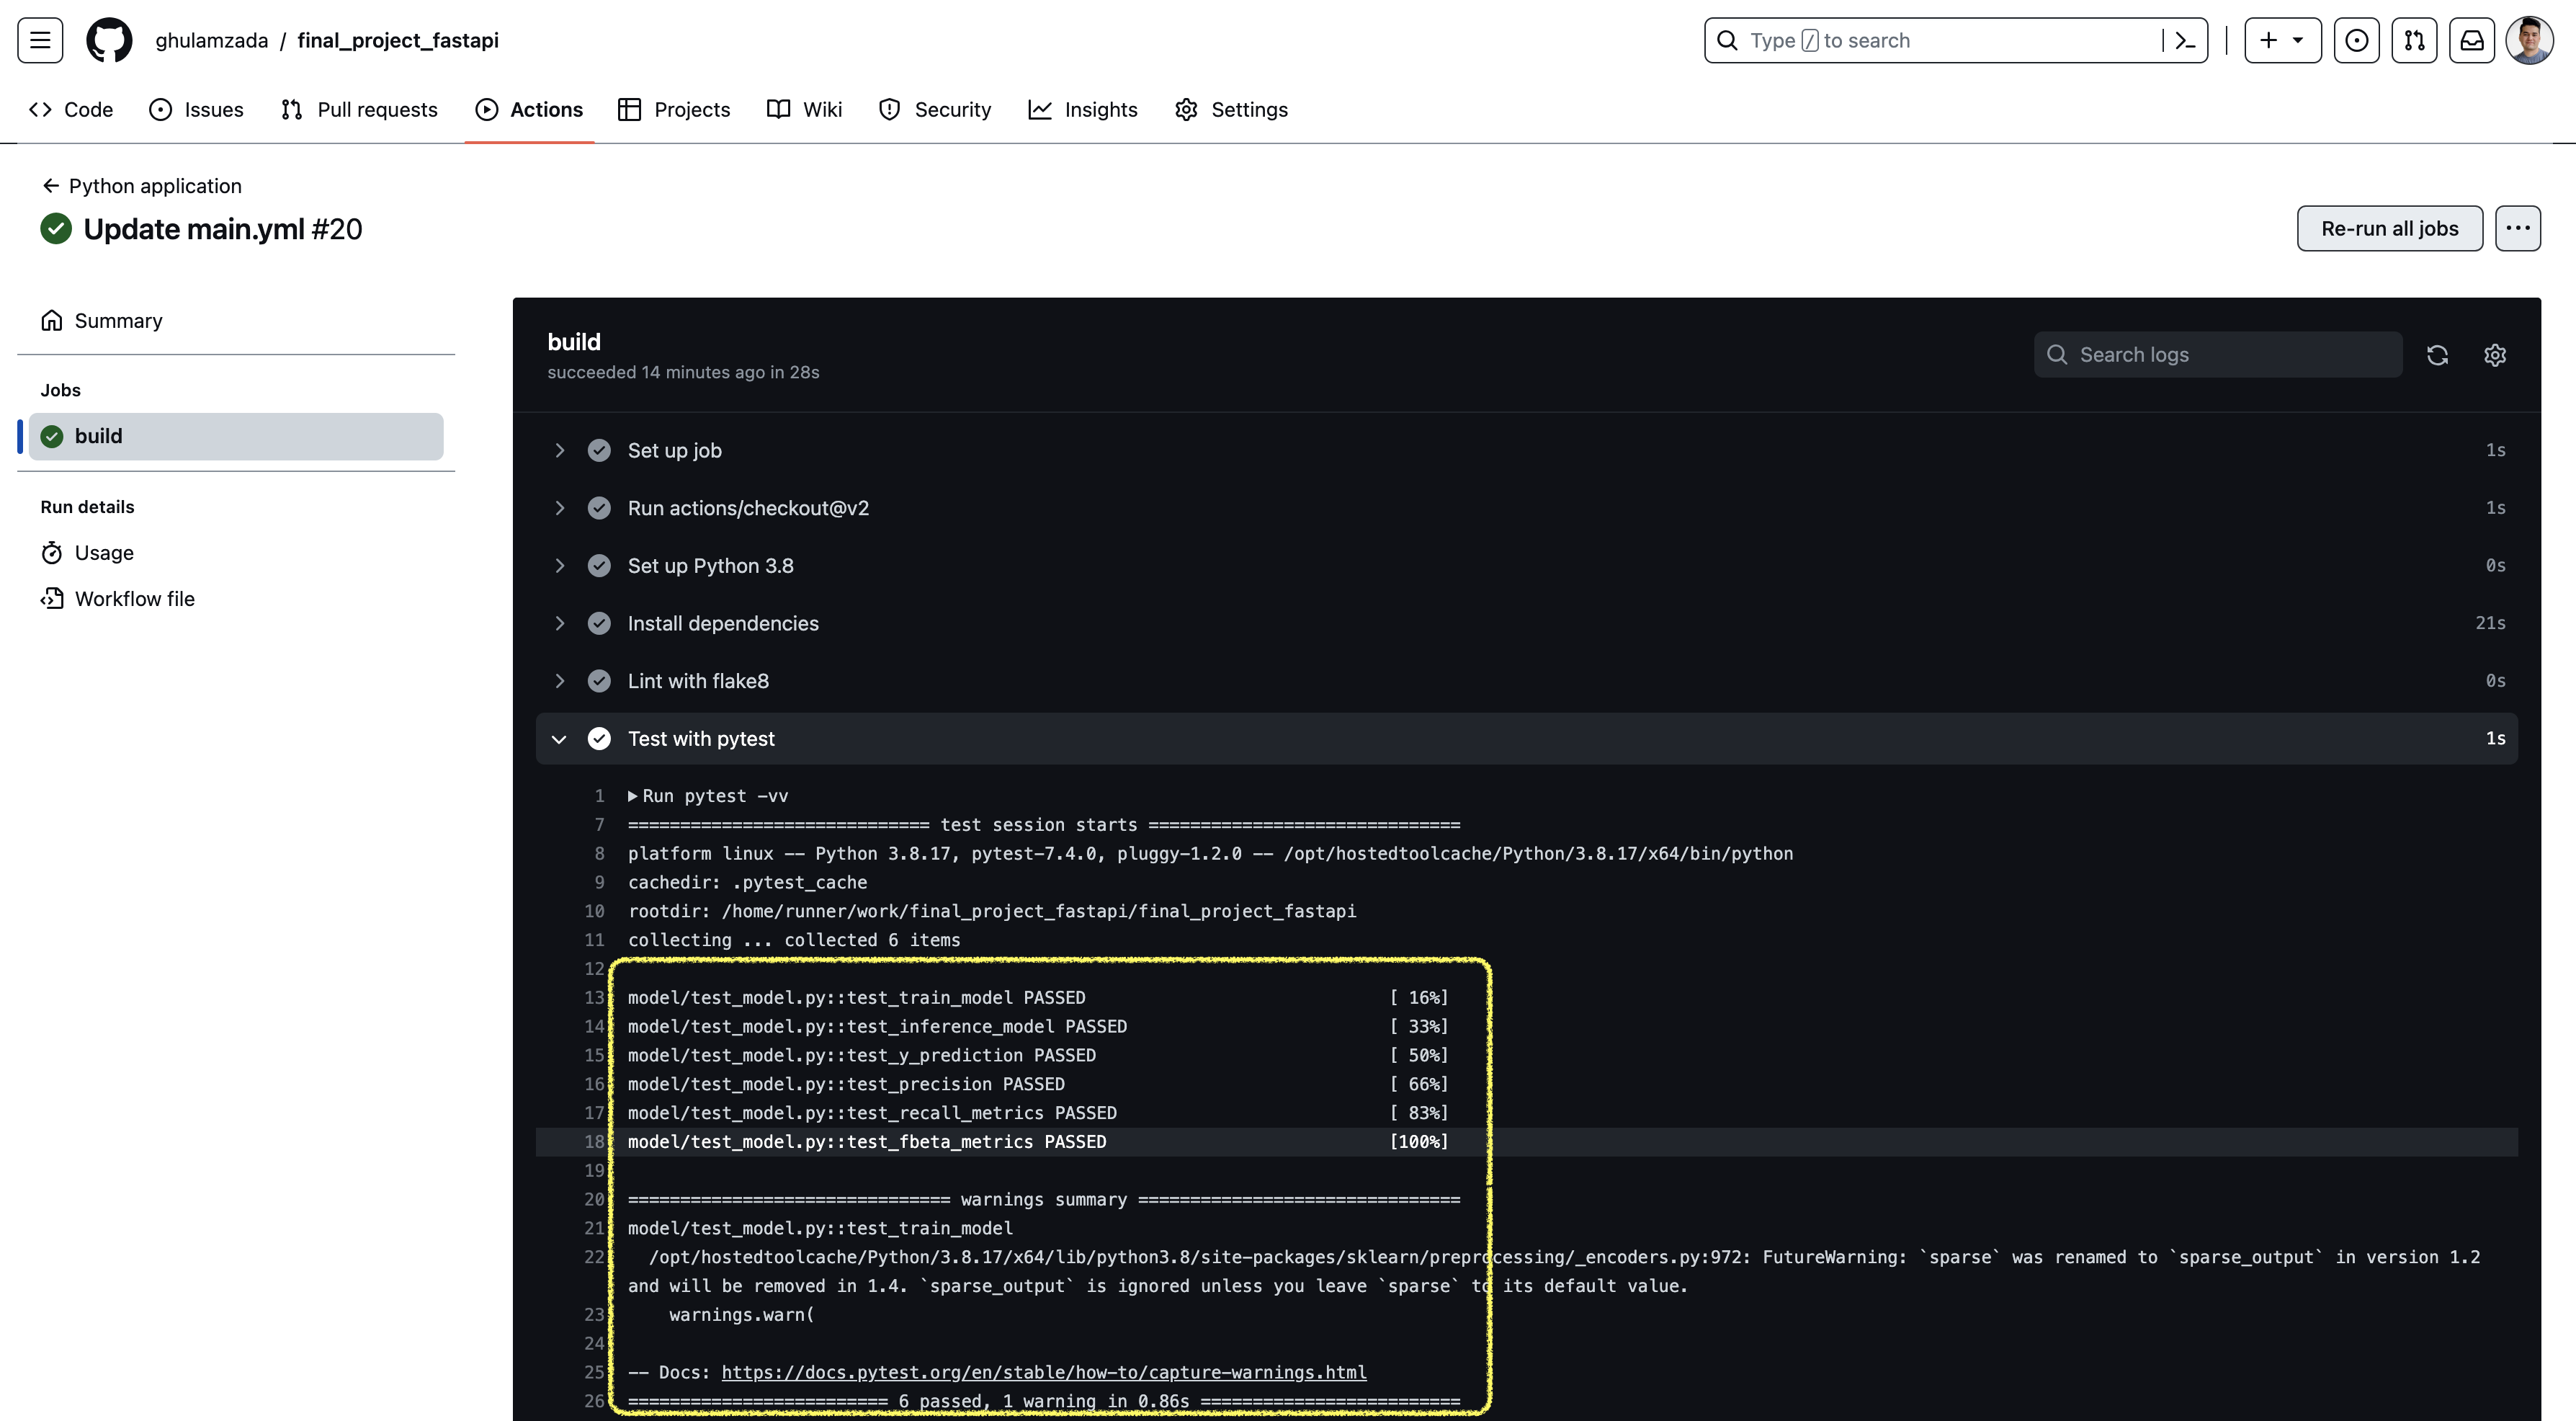 ghulamzada / final_project_fastapi
Type / to search
Code Issues Pull requests Actions Projects Wiki Security Insights Settings
Python application
Update main.yml #20
Re-run all jobs
Summary
Jobs
build
Run details
Usage
Workflow file
build
succeeded 14 minutes ago in 28s
Search logs
Set up job 1s
Run actions/checkout@v2 1s
Set up Python 3.8 0s
Install dependencies 21s
Lint with flake8 0s
Test with pytest 1s
1 Run pytest -vv
7 ============================= test session starts ==============================
8 platform linux -- Python 3.8.17, pytest-7.4.0, pluggy-1.2.0 -- /opt/hostedtoolcache/Python/3.8.17/x64/bin/python
9 cachedir: .pytest_cache
10 rootdir: /home/runner/work/final_project_fastapi/final_project_fastapi
11 collecting ... collected 6 items
12
13 model/test_model.py::test_train_model PASSED [ 16%]
14 model/test_model.py::test_inference_model PASSED [ 33%]
15 model/test_model.py::test_y_prediction PASSED [ 50%]
16 model/test_model.py::test_precision PASSED [ 66%]
17 model/test_model.py::test_recall_metrics PASSED [ 83%]
18 model/test_model.py::test_fbeta_metrics PASSED [100%]
19
20 =============================== warnings summary ===============================
21 model/test_model.py::test_train_model
22 /opt/hostedtoolcache/Python/3.8.17/x64/lib/python3.8/site-packages/sklearn/preprocessing/_encoders.py:972: FutureWarning: `sparse` was renamed to `sparse_output` in version 1.2
and will be removed in 1.4. `sparse_output` is ignored unless you leave `sparse` to its default value.
23 warnings.warn(
24
25 -- Docs: https://docs.pytest.org/en/stable/how-to/capture-warnings.html
26 ========================= 6 passed, 1 warning in 0.86s =========================